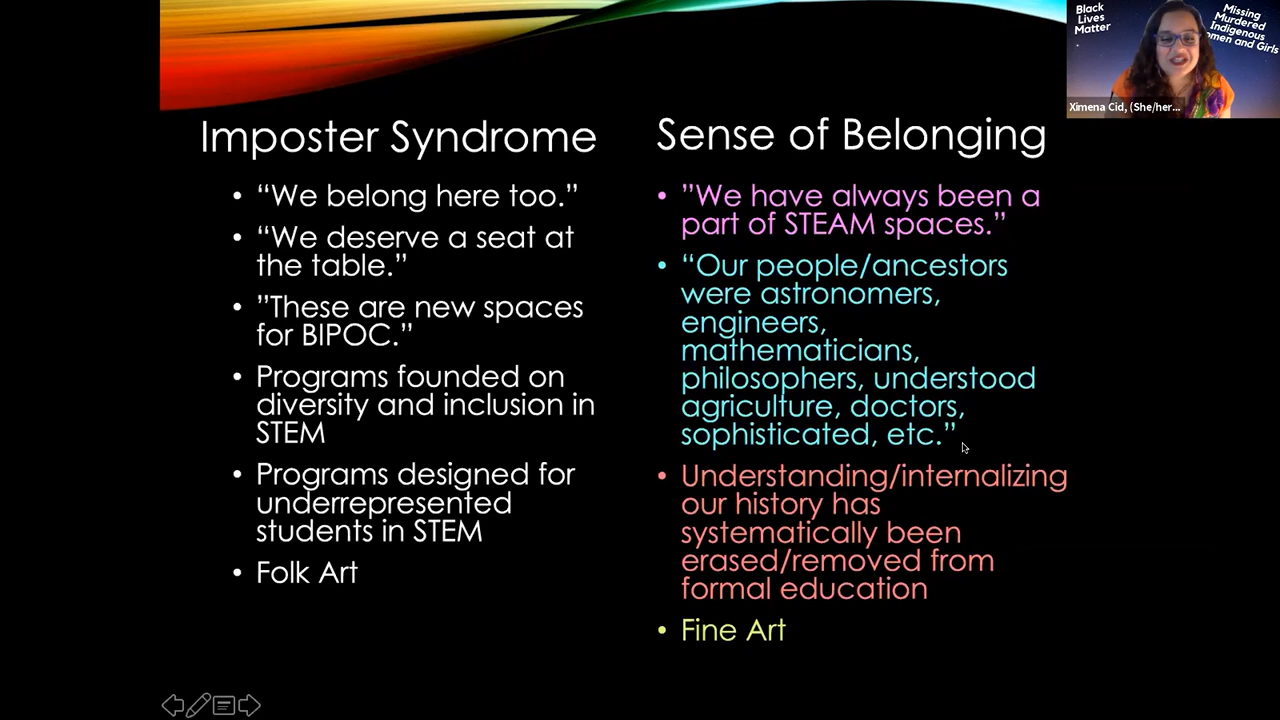 Imposter Syndrome
• “We belong here too.”
• “We deserve a seat at
the table.”
• ”These are new spaces
for BIPOC.”
• Programs founded on
diversity and inclusion in
STEM
• Programs designed for
underrepresented
students in STEM
• Folk Art
Sense of Belonging
• ”We have always been a
part of STEAM spaces.”
• “Our people/ancestors
were astronomers,
engineers,
mathematicians,
philosophers, understood
agriculture, doctors,
sophisticated, etc.”
• Understanding/internalizing
our history has
systematically been
erased/removed from
formal education
• Fine Art
Black
Lives
Matter
Missing
Murdered
Indigenous
omen and Girls
Ximena Cid, (She/her...